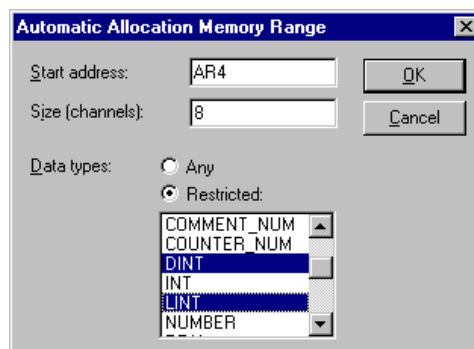 Automatic Allocation Memory Range
Start address: AR4
OK
Size (channels): 8
Cancel
Data types: Any
Restricted:
COMMENT_NUM
COUNTER_NUM
DINT
INT
LINT
NUMBER